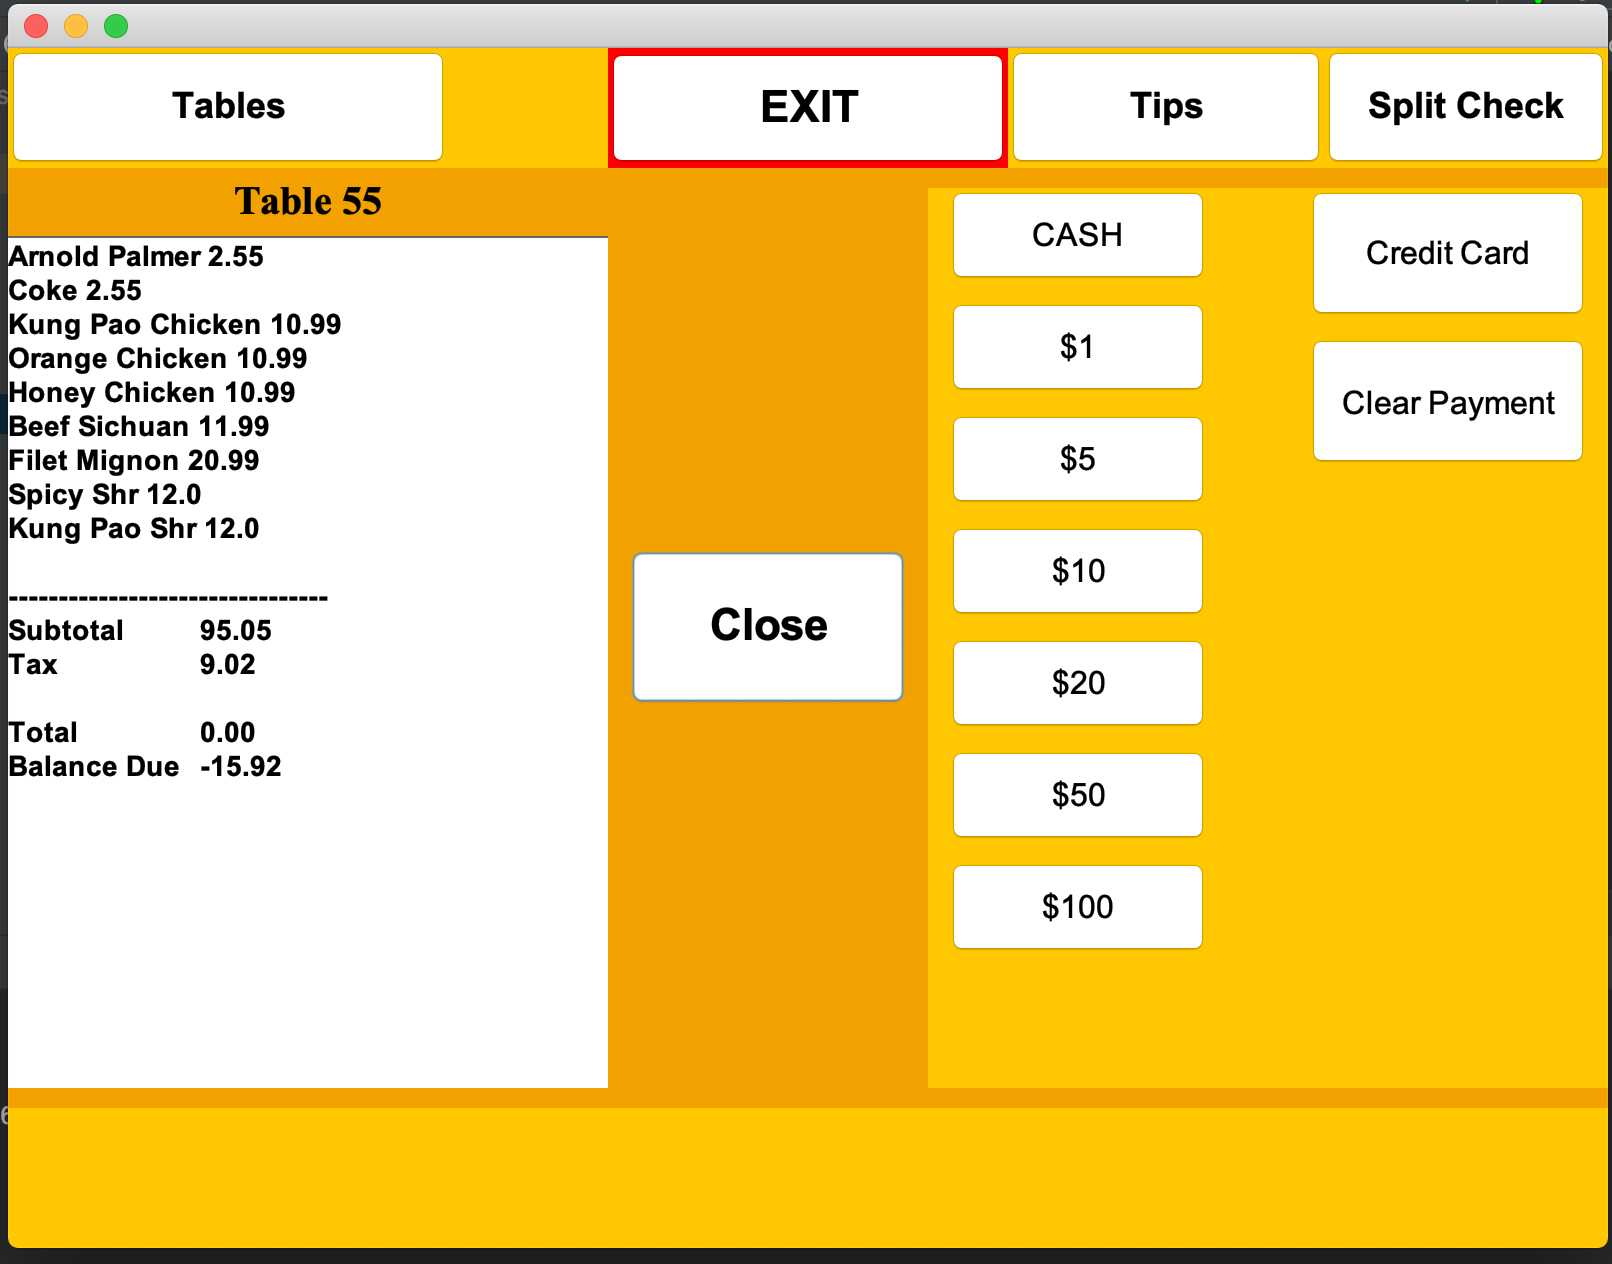 Tables
EXIT
Tips
Split Check
Table 55
Arnold Palmer 2.55
Coke 2.55
Kung Pao Chicken 10.99
Orange Chicken 10.99
Honey Chicken 10.99
Beef Sichuan 11.99
Filet Mignon 20.99
Spicy Shr 12.0
Kung Pao Shr 12.0
--------------------------------
Subtotal 95.05
Tax 9.02
Total 0.00
Balance Due -15.92
Close
CASH
$1
$5
$10
$20
$50
$100
Credit Card
Clear Payment